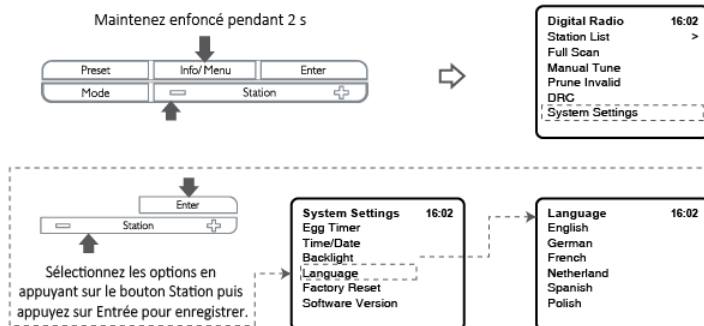 Maintenez enfoncé pendant 2 s
Preset Info/ Menu Enter
Mode Station
Digital Radio 16:02
Station List >
Full Scan
Manual Tune
Prune Invalid
DRC
System Settings
Enter
Station
Sélectionnez les options en
appuyant sur le bouton Station puis
appuyez sur Entrée pour enregistrer.
System Settings 16:02
Egg Timer
Time/Date
Backlight
Language
Factory Reset
Software Version
Language 16:02
English
German
French
Netherland
Spanish
Polish